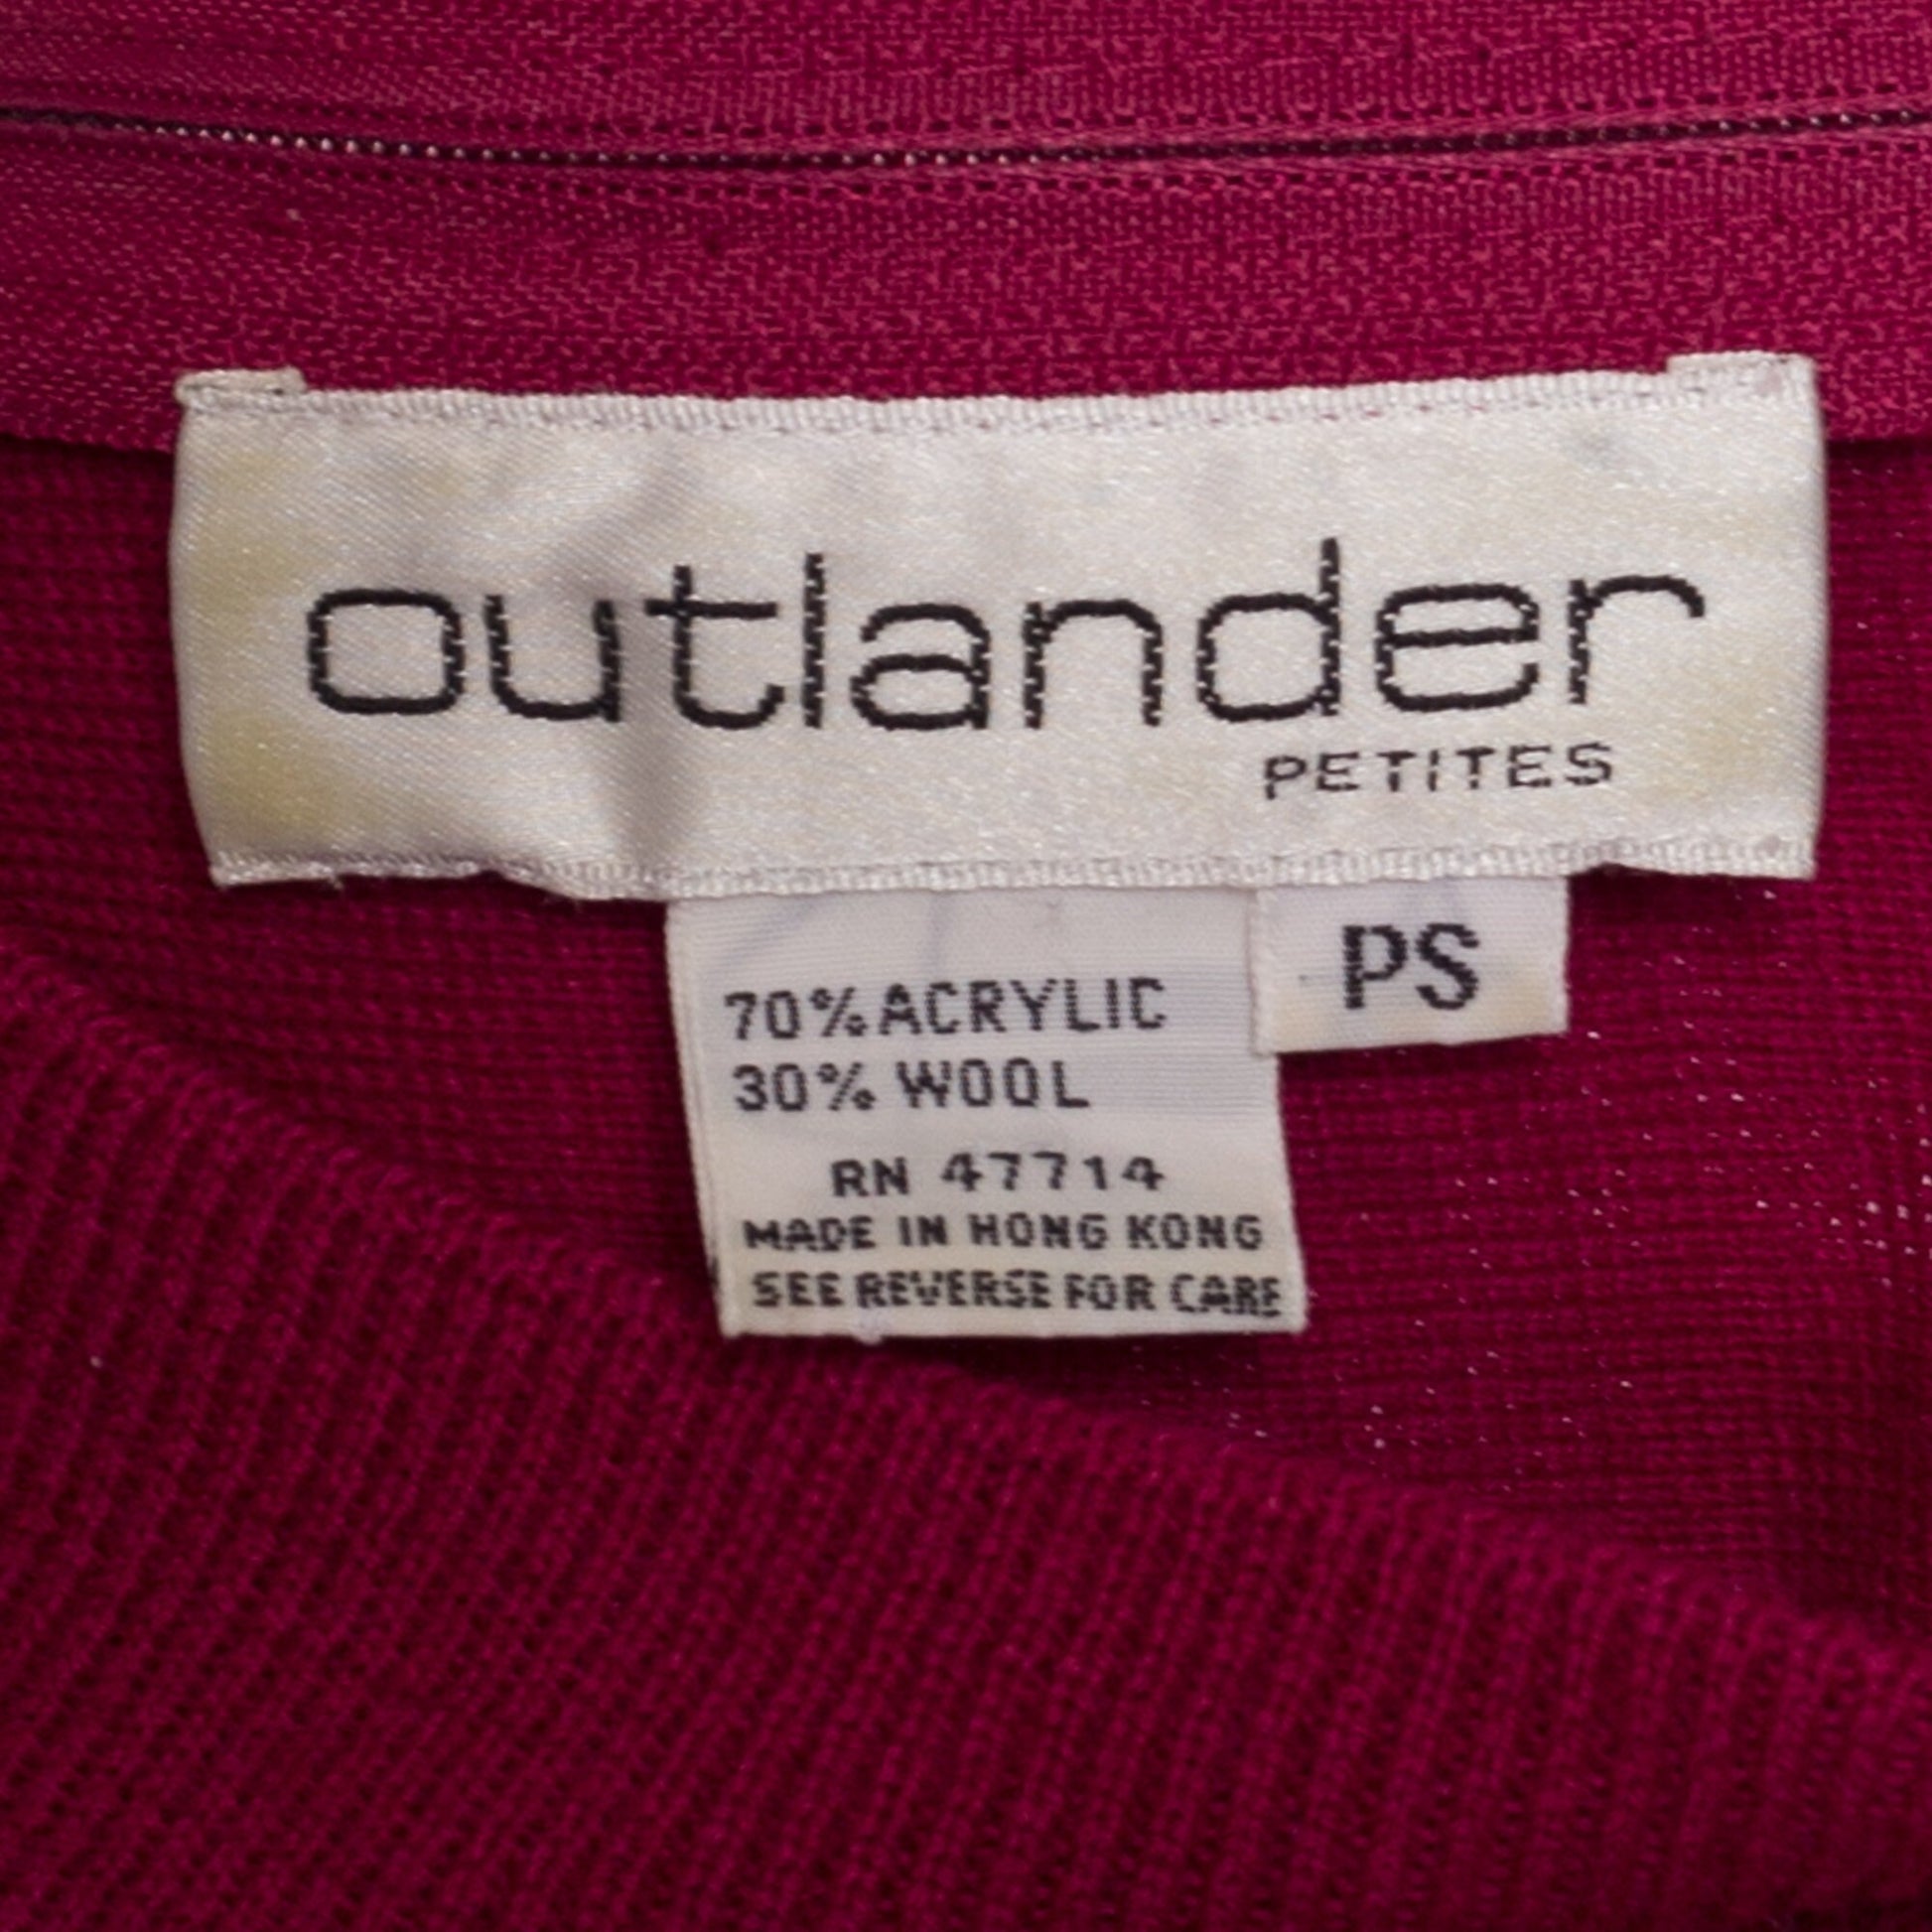 outlander
PETITES
PS
70% ACRYLIC
30% WOOL
RN 47714
MADE IN HONG KONG
SEE REVERSE FOR CARE